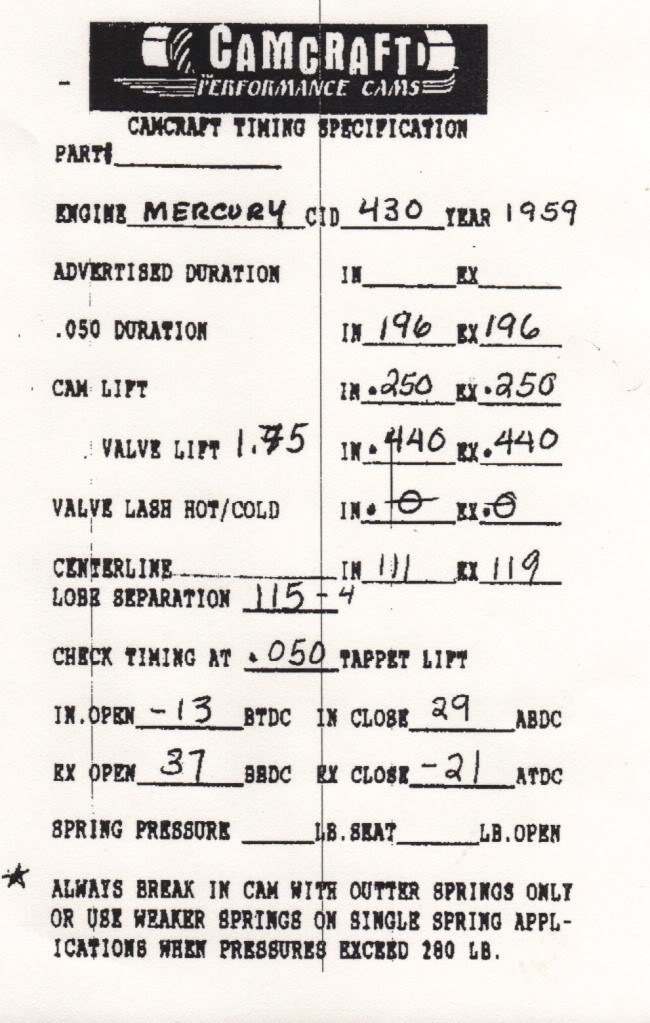 CAMCRAFT
THE PERFORMANCE CAMS
CAMCRAFT TIMING SPECIFICATION
PART#
ENGINE MERCURY CID 430 YEAR 1959
ADVERTISED DURATION IN EX
.050 DURATION IN 196 EX 196
CAM LIFT IN .250 EX .250
VALVE LIFT 1.75 IN .440 EX .440
VALVE LASH HOT/COLD IN .0 EX .0
CENTERLINE IN 111 EX 119
LOBE SEPARATION 115-4
CHECK TIMING AT .050 TAPPET LIFT
IN.OPEN -13 BTDC IN CLOSE 29 ABDC
EX OPEN 37 BBDC EX CLOSE -21 ATDC
SPRING PRESSURE LB.SEAT LB.OPEN
ALWAYS BREAK IN CAM WITH OUTTER SPRINGS ONLY
OR USE WEAKER SPRINGS ON SINGLE SPRING APPL-
ICATIONS WHEN PRESSURES EXCEED 280 LB.